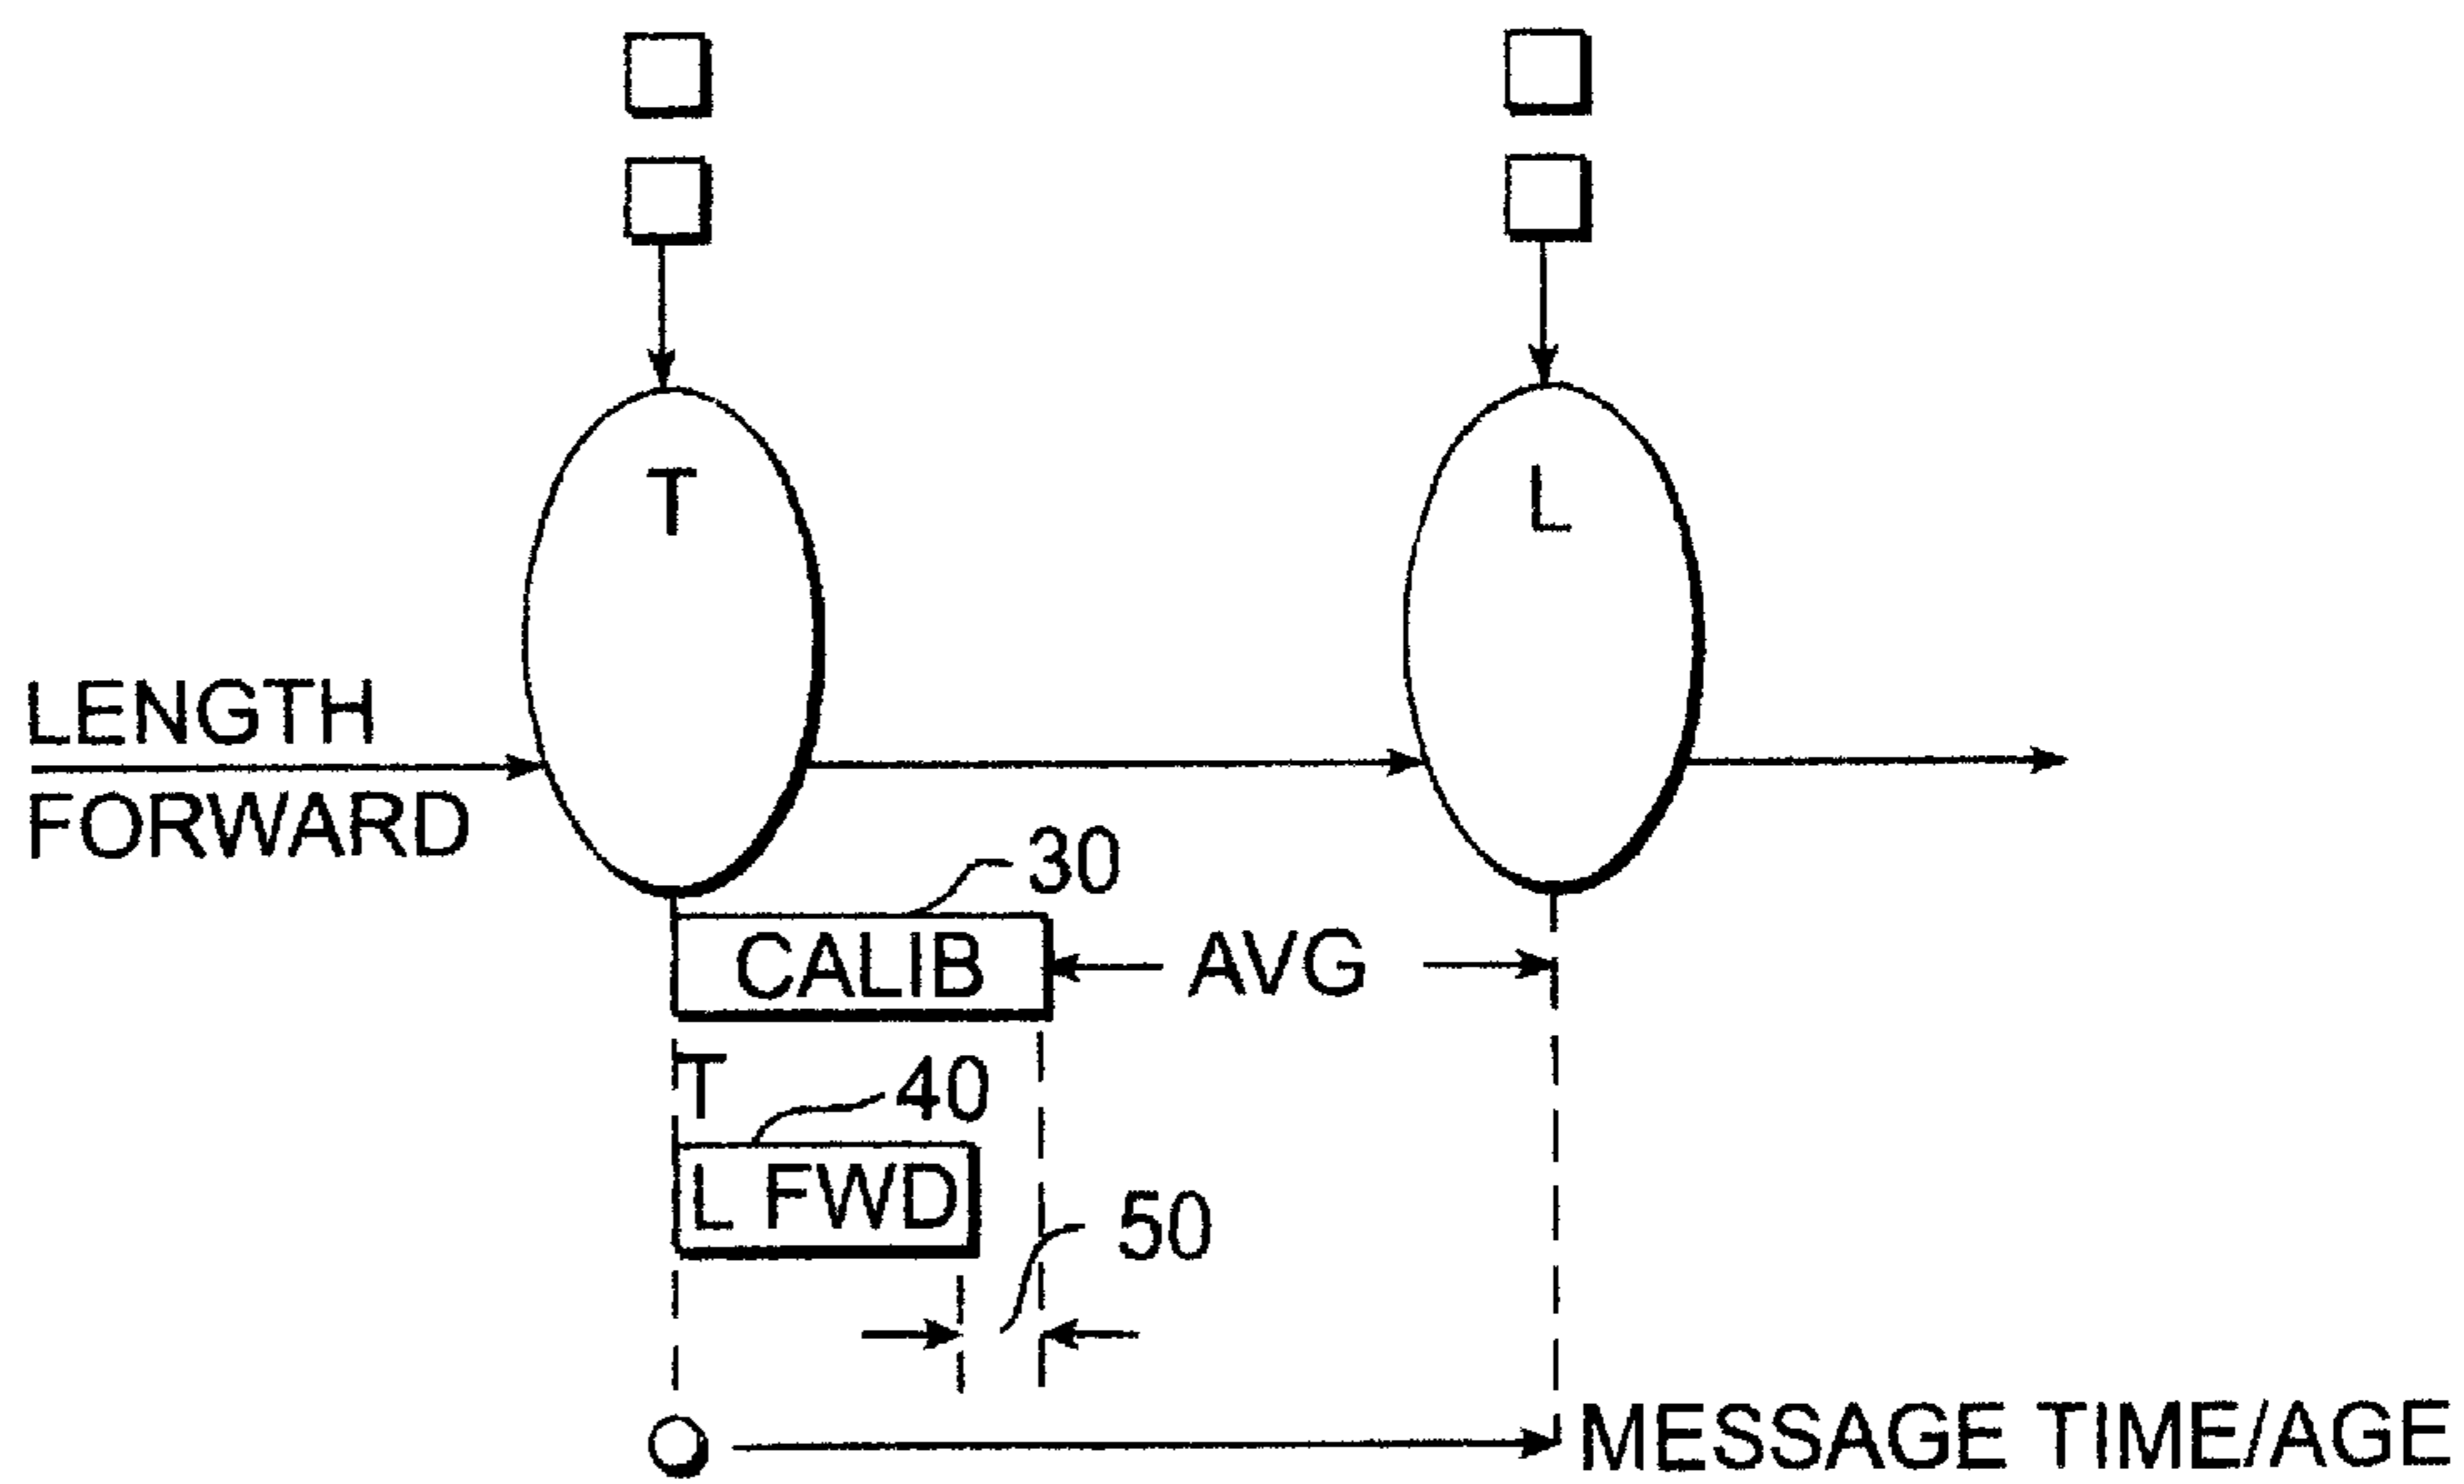 T
L
LENGTH
FORWARD
30
CALIB
AVG
T
40
L FWD
50
MESSAGE TIME/AGE